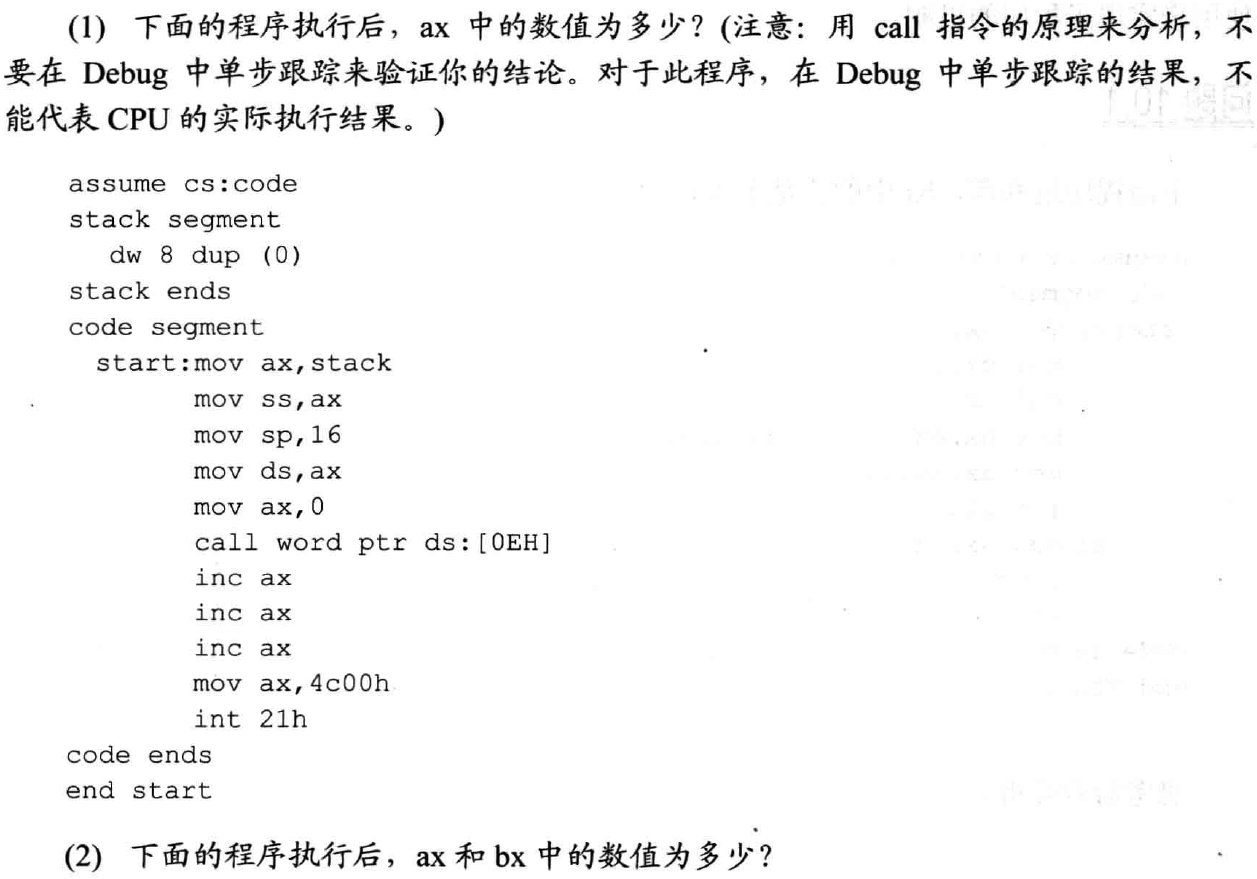 (1) 下面的程序执行后，ax 中的数值为多少？(注意：用 call 指令的原理来分析，不
要在 Debug 中单步跟踪来验证你的结论。对于此程序，在 Debug 中单步跟踪的结果，不
能代表 CPU 的实际执行结果。)
assume cs:code
stack segment
dw 8 dup (0)
stack ends
code segment
start:mov ax,stack
mov ss,ax
mov sp,16
mov ds,ax
mov ax,0
call word ptr ds:[0EH]
inc ax
inc ax
inc ax
mov ax,4c00h
int 21h
code ends
end start
(2) 下面的程序执行后，ax 和 bx 中的数值为多少？